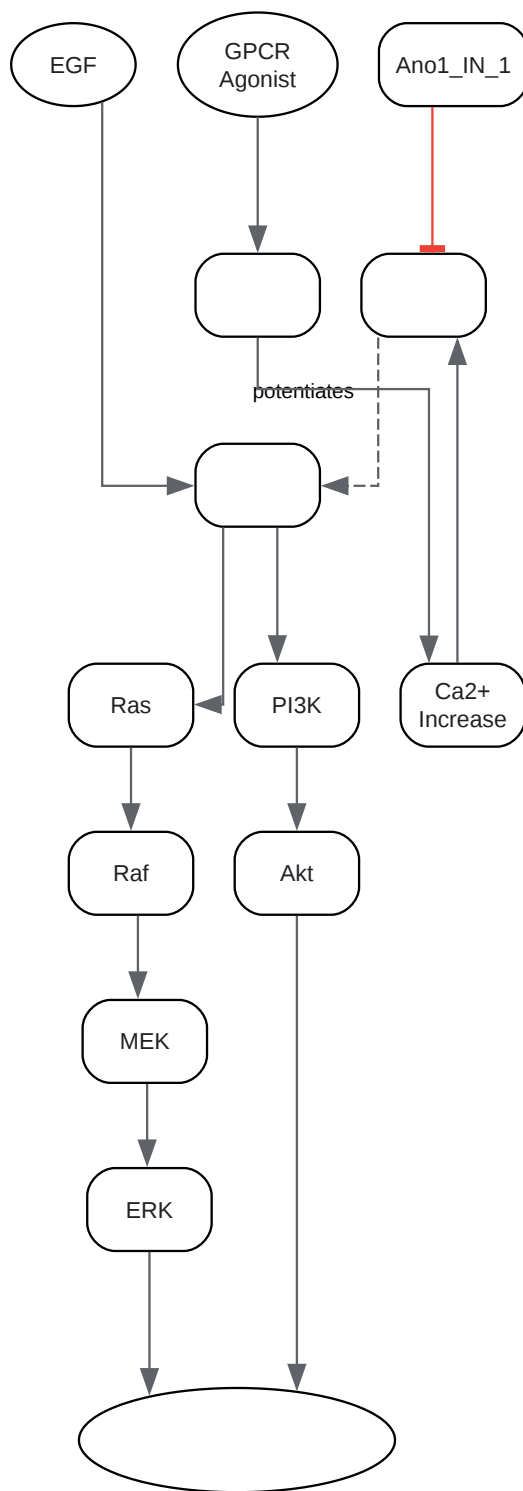 EGF
GPCR
Agonist
Ano1_IN_1
potentiates
Ras
PI3K
Ca2+
Increase
Raf
Akt
MEK
ERK